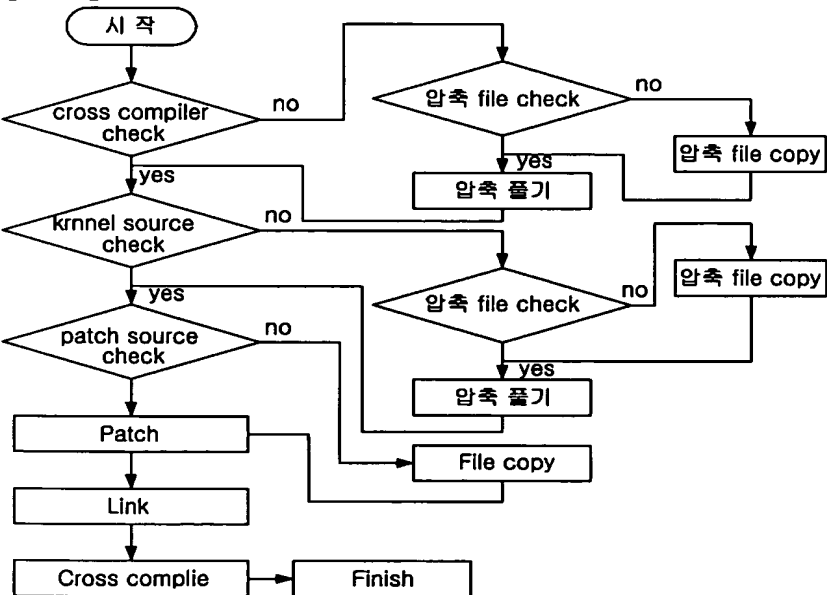 시 작
cross compiler
check
no
압축 file check
no
압축 file copy
yes
yes
압축 풀기
krnnel source
check
no
압축 file check
no
압축 file copy
yes
yes
압축 풀기
patch source
check
no
Patch
File copy
Link
Cross complie
Finish